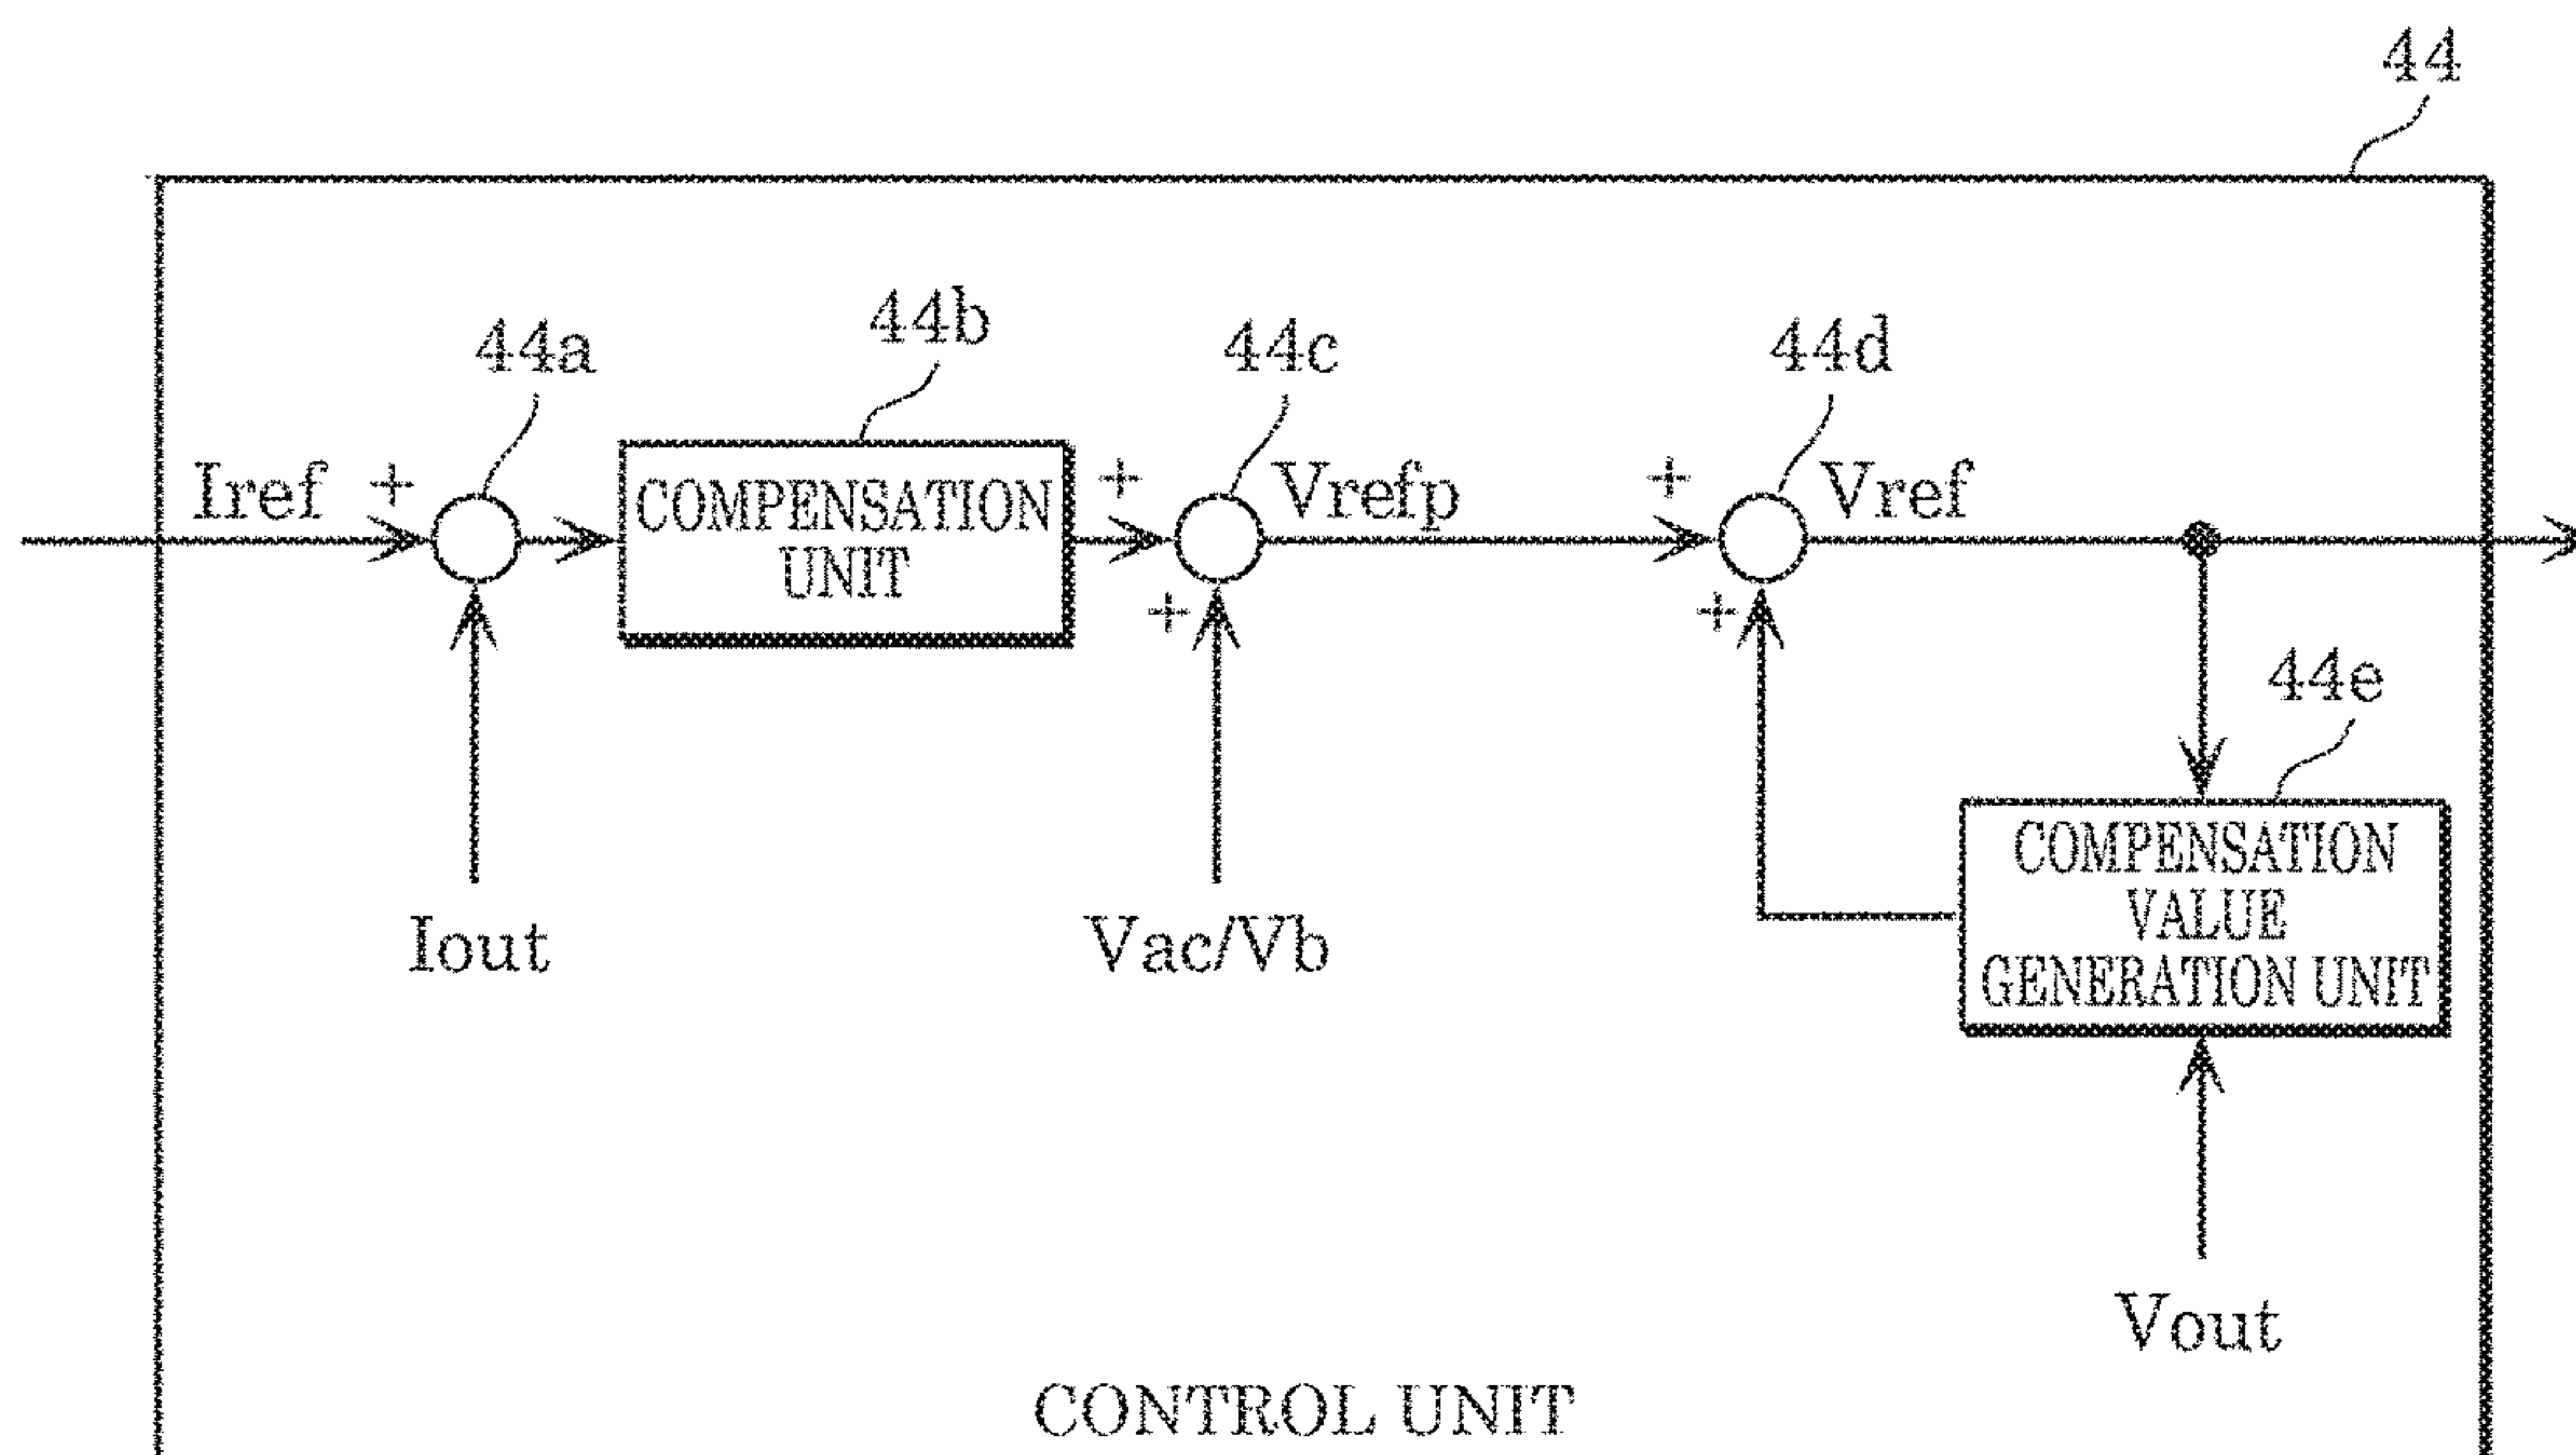 44
44a
44b
44c
44d
Iref
+
COMPENSATION
UNIT
+
+
Vrefp
+
+
Vref
44e
COMPENSATION
VALUE
GENERATION UNIT
Iout
Vac/Vb
Vout
CONTROL UNIT